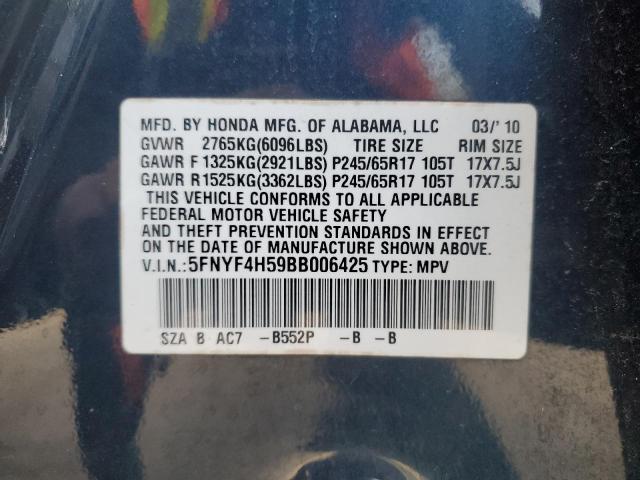 MFD. BY HONDA MFG. OF ALABAMA, LLC 03/'10
GVWR 2765KG(6096LBS) TIRE SIZE RIM SIZE
GAWR F 1325KG(2921LBS) P245/65R17 105T 17X7.5J
GAWR R 1525KG(3362LBS) P245/65R17 105T 17X7.5J
THIS VEHICLE CONFORMS TO ALL APPLICABLE
FEDERAL MOTOR VEHICLE SAFETY
AND THEFT PREVENTION STANDARDS IN EFFECT
ON THE DATE OF MANUFACTURE SHOWN ABOVE.
V.I.N.:5FNYF4H59BB006425 TYPE: MPV
SZA B AC7 -B552P -B -B